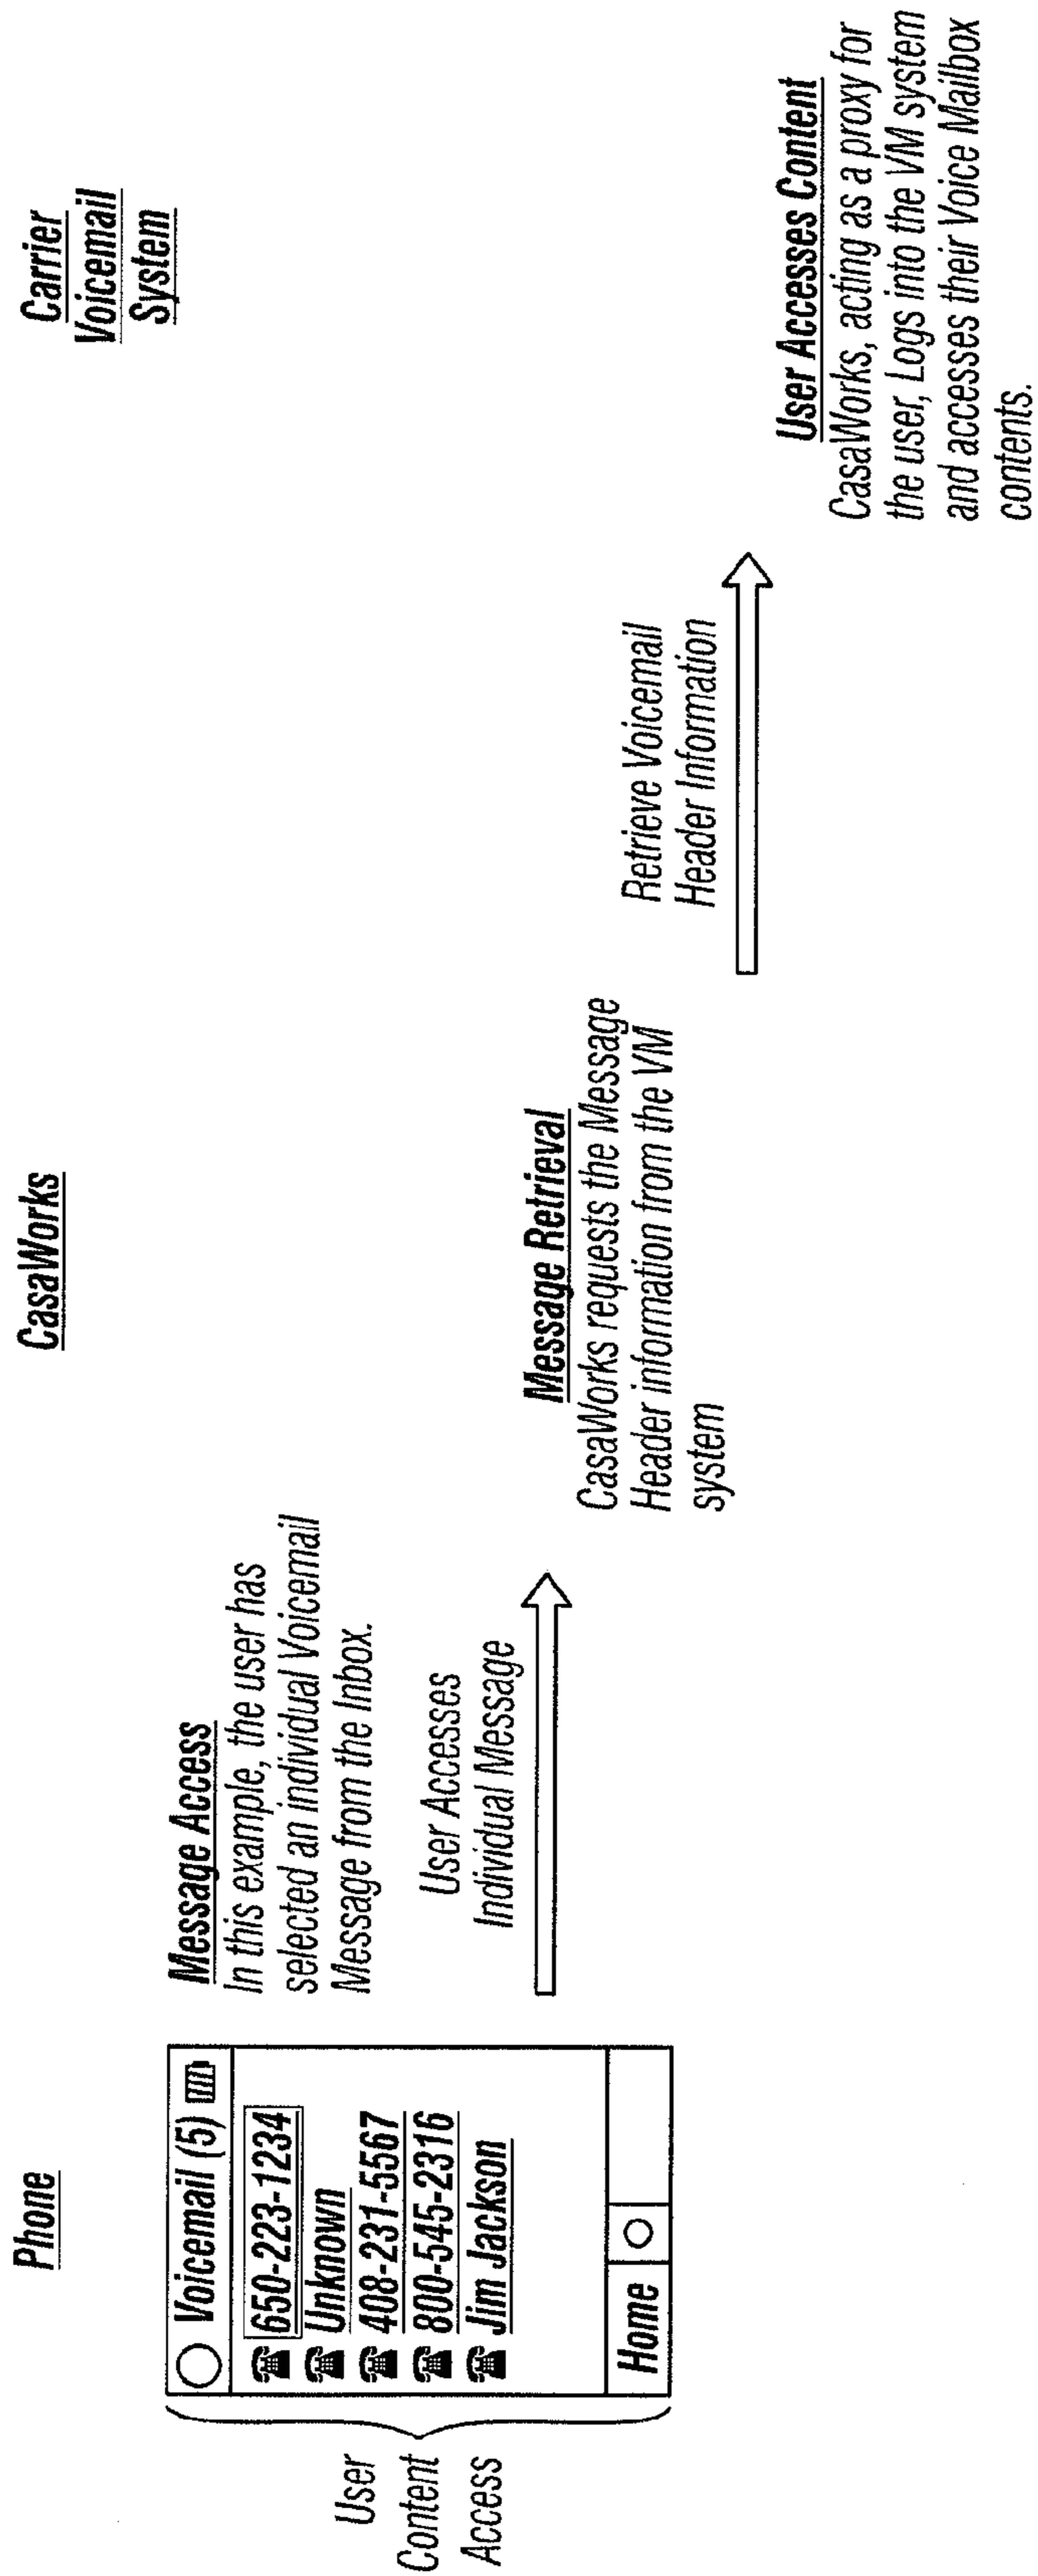 Phone
CasaWorks
Carrier
Voicemail
System
User
Content
Access
Voicemail (5)
650-223-1234
Unknown
408-231-5567
800-545-2316
Jim Jackson
Home
Message Access
In this example, the user has
selected an individual Voicemail
Message from the Inbox.
User Accesses
Individual Message
Message Retrieval
CasaWorks requests the Message
Header information from the VM
system
Retrieve Voicemail
Header Information
User Accesses Content
CasaWorks, acting as a proxy for
the user, Logs into the VM system
and accesses their Voice Mailbox
contents.